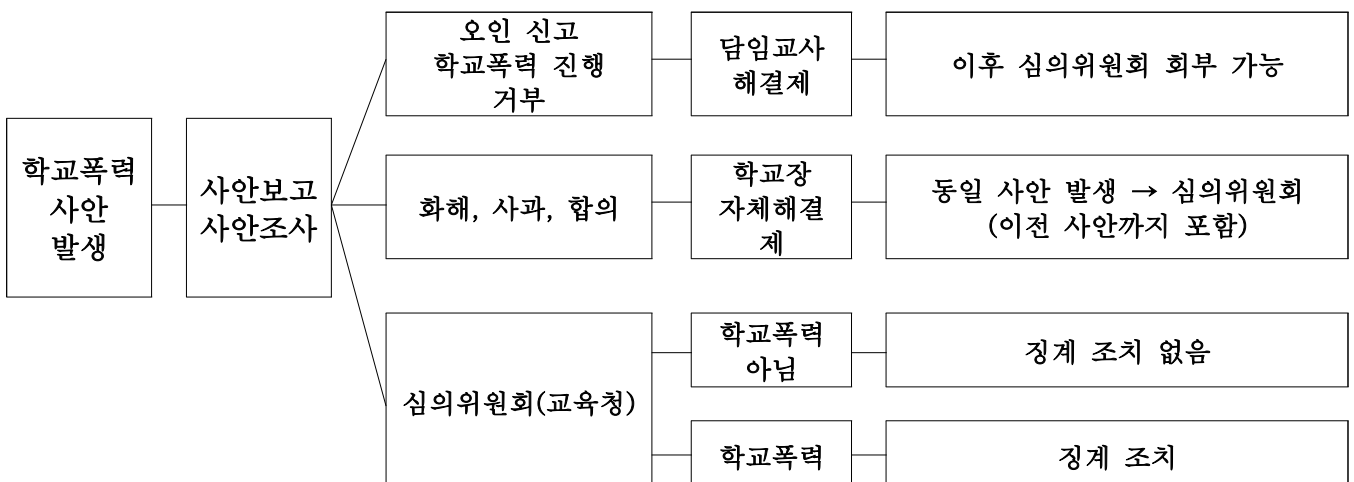 학교폭력
사안
발생
사안보고
사안조사
오인 신고
학교폭력 진행
거부
담임교사
해결제
이후 심의위원회 회부 가능
화해, 사과, 합의
학교장
자체해결
제
동일 사안 발생 → 심의위원회
(이전 사안까지 포함)
심의위원회(교육청)
학교폭력
아님
징계 조치 없음
학교폭력
징계 조치